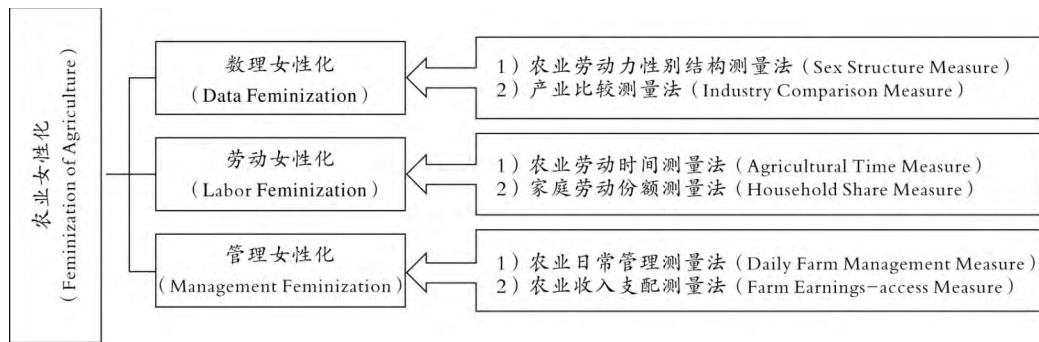 农业女性化
（Feminization of Agriculture）
数理女性化
（Data Feminization）
1）农业劳动力性别结构测量法（Sex Structure Measure）
2）产业比较测量法（Industry Comparison Measure）
劳动女性化
（Labor Feminization）
1）农业劳动时间测量法（Agricultural Time Measure）
2）家庭劳动份额测量法（Household Share Measure）
管理女性化
（Management Feminization）
1）农业日常管理测量法（Daily Farm Management Measure）
2）农业收入支配测量法（Farm Earnings-access Measure）